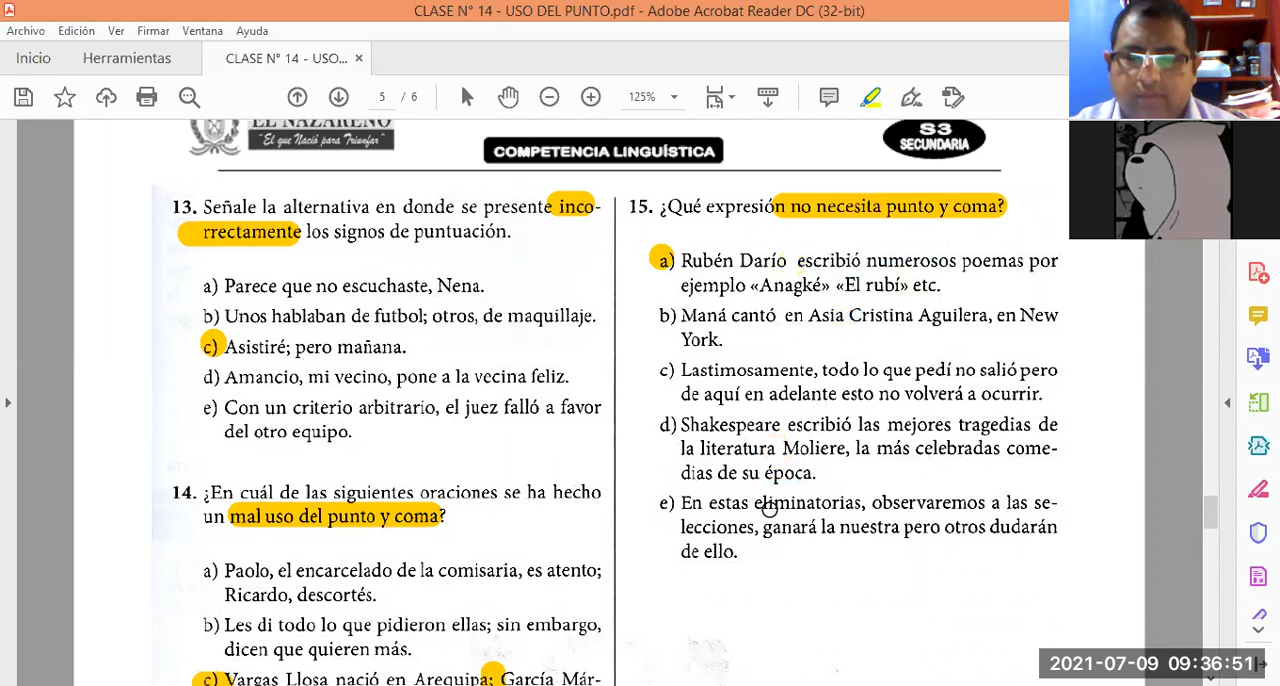 CLASE N° 14 - USO DEL PUNTO.pdf - Adobe Acrobat Reader DC (32-bit)
Archivo Edición Ver Firmar Ventana Ayuda
Inicio Herramientas CLASE N° 14 - USO... ×
5 / 6 125%
EL NAZARENO
"El que Nació para Triunfar"
COMPETENCIA LINGUÍSTICA
S3
SECUNDARIA
13. Señale la alternativa en donde se presente inco-
rrectamente los signos de puntuación.
a) Parece que no escuchaste, Nena.
b) Unos hablaban de futbol; otros, de maquillaje.
c) Asistiré; pero mañana.
d) Amancio, mi vecino, pone a la vecina feliz.
e) Con un criterio arbitrario, el juez falló a favor
del otro equipo.
14. ¿En cuál de las siguientes oraciones se ha hecho
un mal uso del punto y coma?
a) Paolo, el encarcelado de la comisaria, es atento;
Ricardo, descortés.
b) Les di todo lo que pidieron ellas; sin embargo,
dicen que quieren más.
c) Vargas Llosa nació en Arequipa; García Már-
15. ¿Qué expresión no necesita punto y coma?
a) Rubén Darío escribió numerosos poemas por
ejemplo «Anagké» «El rubí» etc.
b) Maná cantó en Asia Cristina Aguilera, en New
York.
c) Lastimosamente, todo lo que pedí no salió pero
de aquí en adelante esto no volverá a ocurrir.
d) Shakespeare escribió las mejores tragedias de
la literatura Moliere, la más celebradas come-
dias de su época.
e) En estas eliminatorias, observaremos a las se-
lecciones, ganará la nuestra pero otros dudarán
de ello.
2021-07-09 09:36:51